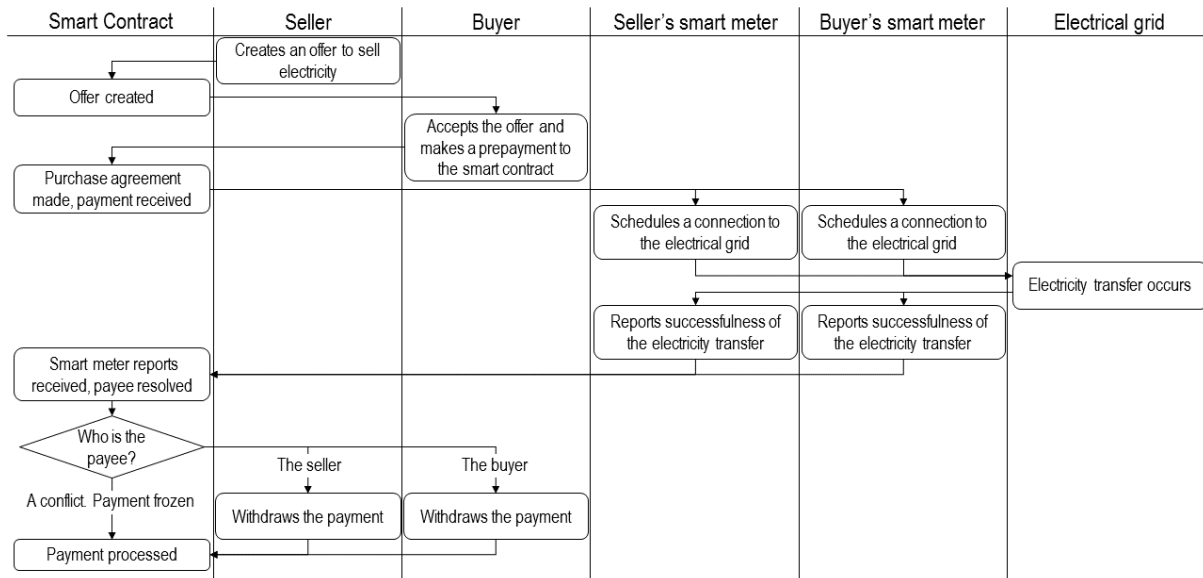 Smart Contract
Seller
Buyer
Seller's smart meter
Buyer's smart meter
Electrical grid
Creates an offer to sell
electricity
Offer created
Accepts the offer and
makes a prepayment to
the smart contract
Purchase agreement
made, payment received
Schedules a connection to
the electrical grid
Schedules a connection to
the electrical grid
Electricity transfer occurs
Reports successfulness of
the electricity transfer
Reports successfulness of
the electricity transfer
Smart meter reports
received, payee resolved
Who is the
payee?
The seller
The buyer
A conflict. Payment frozen
Withdraws the payment
Withdraws the payment
Payment processed